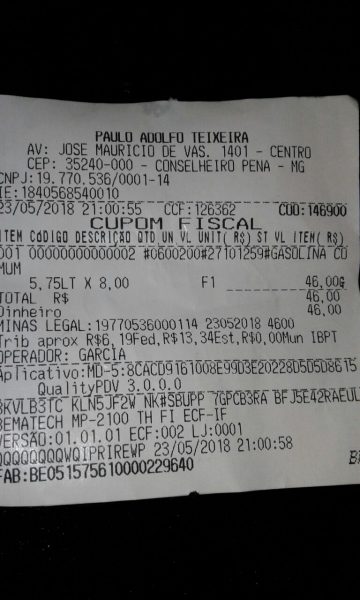 PAULO ADOLFO TEIXEIRA
AV: JOSE MAURICIO DE VAS. 1401 - CENTRO
CEP: 35240-000 - CONSELHEIRO PENA - MG
CNPJ:19.770.536/0001-14
IE:1840568540010
23/05/2018 21:00:55 CCF:126362 COO:146900
CUPOM FISCAL
ITEM CÓDIGO DESCRIÇÃO QTD UN VL UNIT( R$) ST VL ITEM( R$)
001 00000000000002 #0600200#27101259#GASOLINA CO
MUM
5,75LT X 8,00 F1 46,00G
TOTAL R$ 46,00
Dinheiro 46,00
MINAS LEGAL:19770536000114 23052018 4600
Trib aprox R$6,19Fed,R$13,34Est,R$0,00Mun IBPT
OPERADOR: GARCIA
Aplicativo:MD-5:
QualityPDV 3.0.0.0
BEMATECH MP-2100 TH FI ECF-IF
VERSÃO:01.01.01 ECF:002 LJ:0001
QQQQQQQQWQIPRIREWP 23/05/2018 21:00:58
FAB:BE051575610000229640